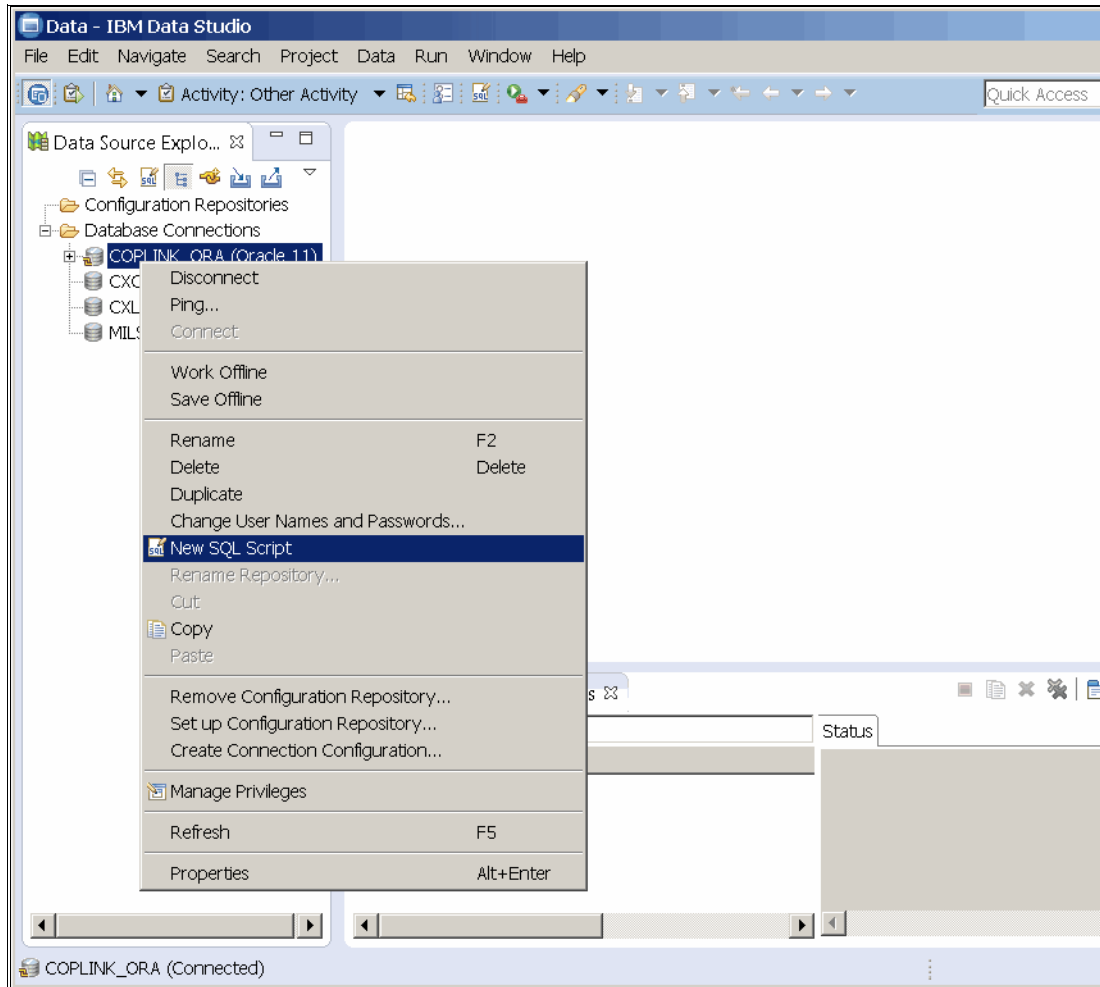 Data - IBM Data Studio
File Edit Navigate Search Project Data Run Window Help
Activity: Other Activity
Quick Access
Data Source Explo...
Configuration Repositories
Database Connections
COPLINK_ORA (Oracle 11)
CXC
CXL
MILS
Disconnect
Ping...
Connect
Work Offline
Save Offline
Rename F2
Delete Delete
Duplicate
Change User Names and Passwords...
SQL New SQL Script
Rename Repository...
Cut
Copy
Paste
Remove Configuration Repository...
Set up Configuration Repository...
Create Connection Configuration...
Manage Privileges
Refresh F5
Properties Alt+Enter
s
Status
COPLINK_ORA (Connected)